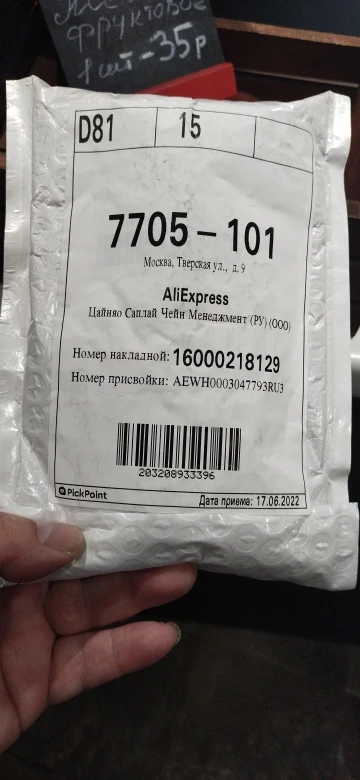 фруктовое
1 шт-35р
D81 15
7705 – 101
Москва, Тверская ул., д. 9
AliExpress
Цайняо Саплай Чейн Менеджмент (РУ) (ООО)
Номер накладной: 16000218129
Номер присвойки: AEWH0003047793RU3
203208933396
PickPoint Дата приема: 17.06.2022